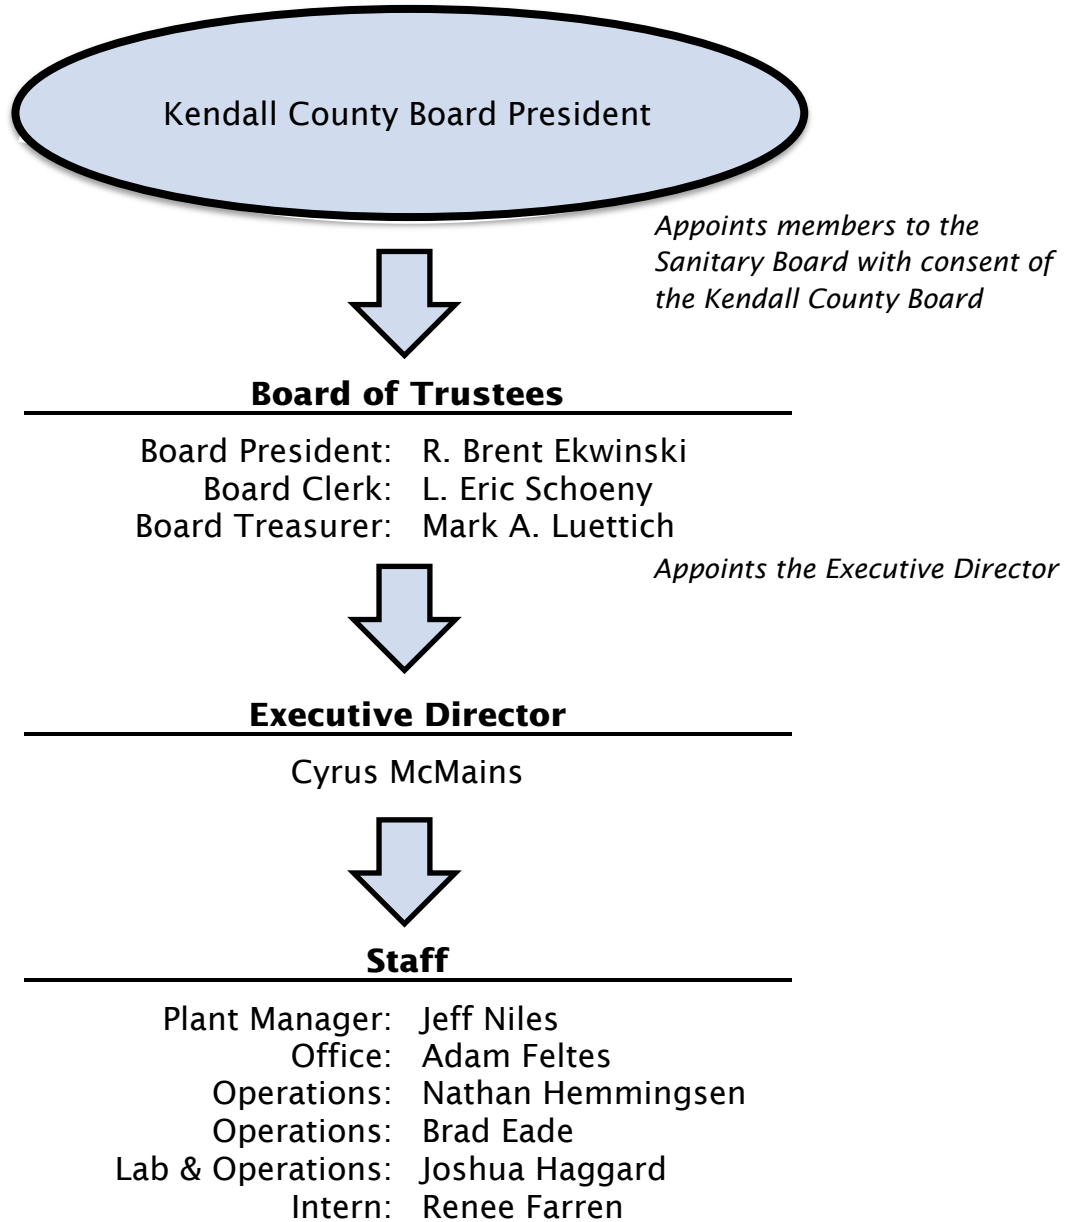 Kendall County Board President
Appoints members to the
Sanitary Board with consent of
the Kendall County Board
Board of Trustees
Board President: R. Brent Ekwinski
Board Clerk: L. Eric Schoeny
Board Treasurer: Mark A. Luettich
Appoints the Executive Director
Executive Director
Cyrus McMains
Staff
Plant Manager: Jeff Niles
Office: Adam Feltes
Operations: Nathan Hemmingsen
Operations: Brad Eade
Lab & Operations: Joshua Haggard
Intern: Renee Farren